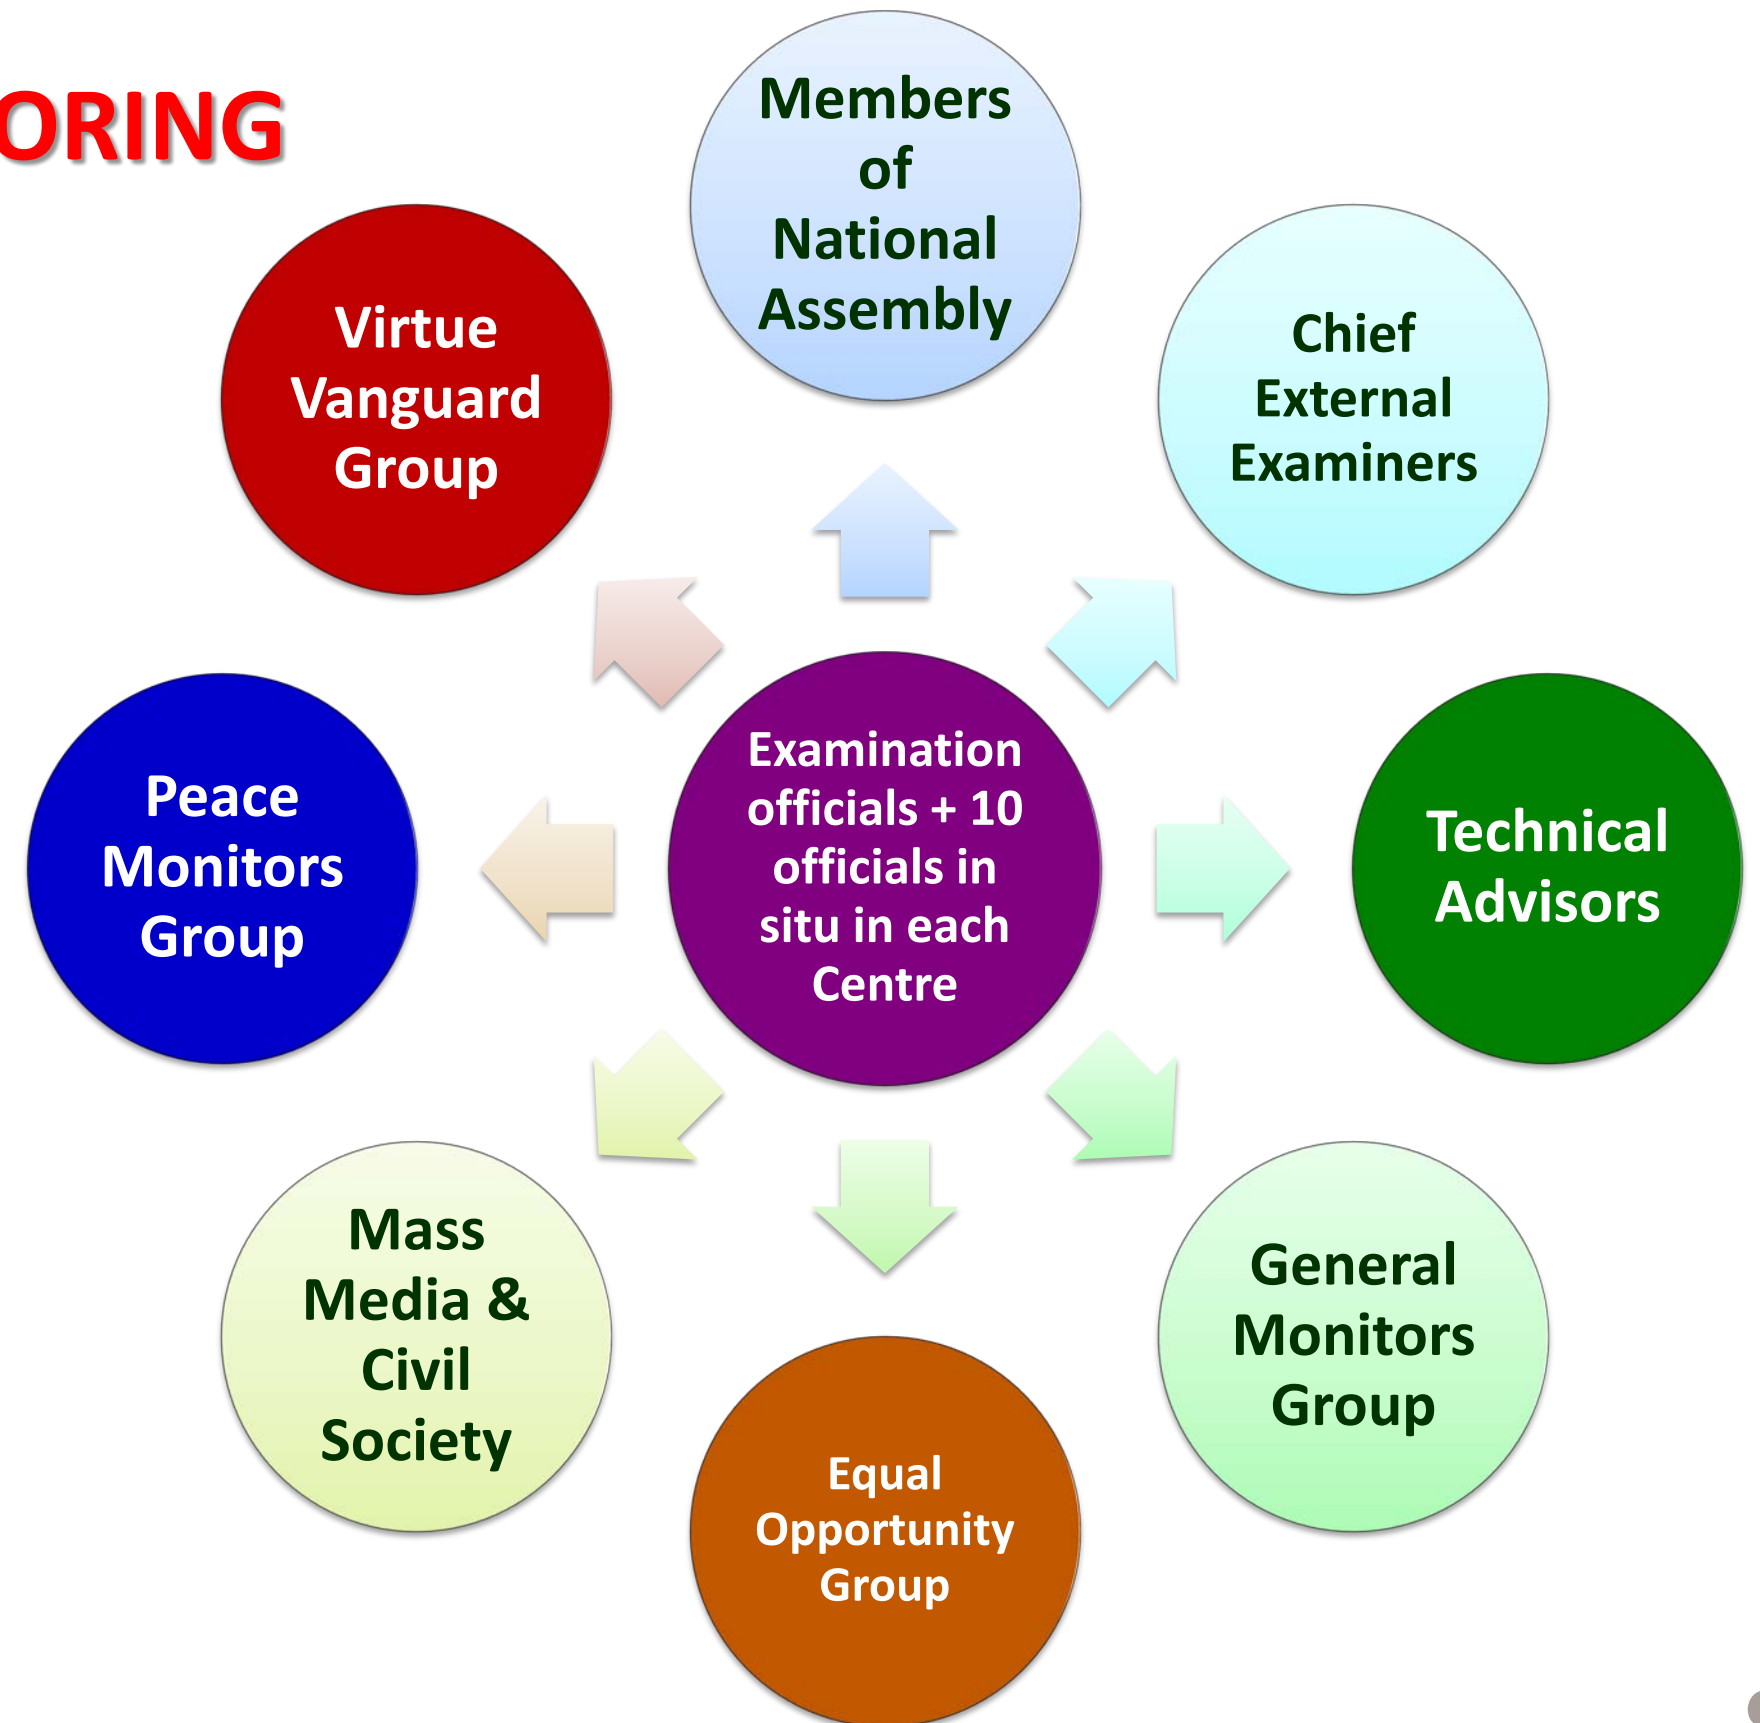 ORING
Members
of
National
Assembly
Chief
External
Examiners
Technical
Advisors
General
Monitors
Group
Equal
Opportunity
Group
Mass
Media &
Civil
Society
Peace
Monitors
Group
Virtue
Vanguard
Group
Examination
officials + 10
officials in
situ in each
Centre